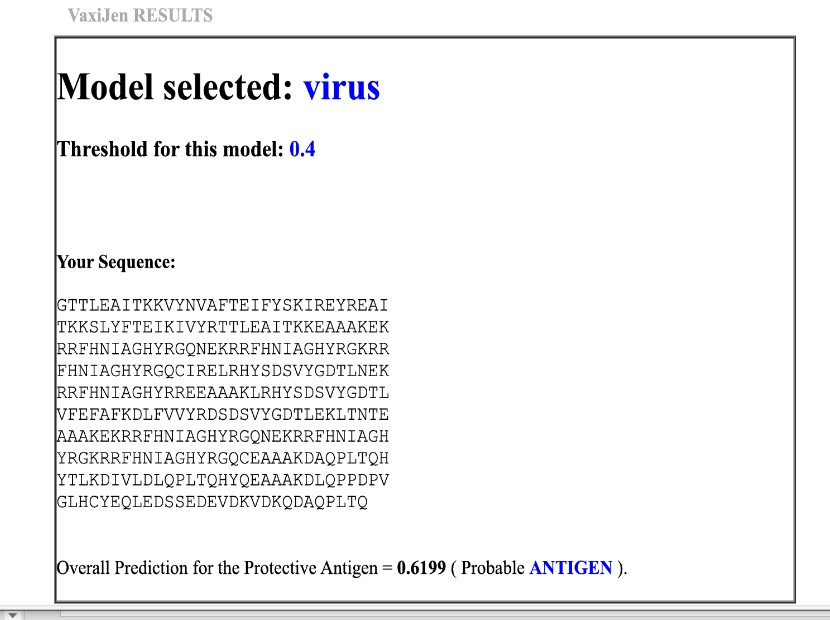 VaxiJen RESULTS
Model selected: virus
Threshold for this model: 0.4
Your Sequence:
GTTLEAITKKVYNVAFTEIFYSKIREYREAI
TKKSLYFTEIKIVYRTTLEAITKKEAAAKEK
RRFHNIAGHYRGQNEKRRFHNIAGHYRGKRR
FHNIAGHYRGQCIRELRHYSDSVYGDTLNEK
RRFHNIAGHYRREEAAAKLRHYSDSVYGDTL
VFEFAFKDLFVVYRDSDSVYGDTLEKLTNTE
AAAKEKRRFHNIAGHYRGQNEKRRFHNIAGH
YRGKRRFHNIAGHYRGQCEAAAKDAQPLTQH
YTLKDIVLDLQPLTQHYQEAAAKDLQPPDPV
GLHCYEQLEDSSEDEVDKVDKQDAQPLTQ
Overall Prediction for the Protective Antigen = 0.6199 ( Probable ANTIGEN ).